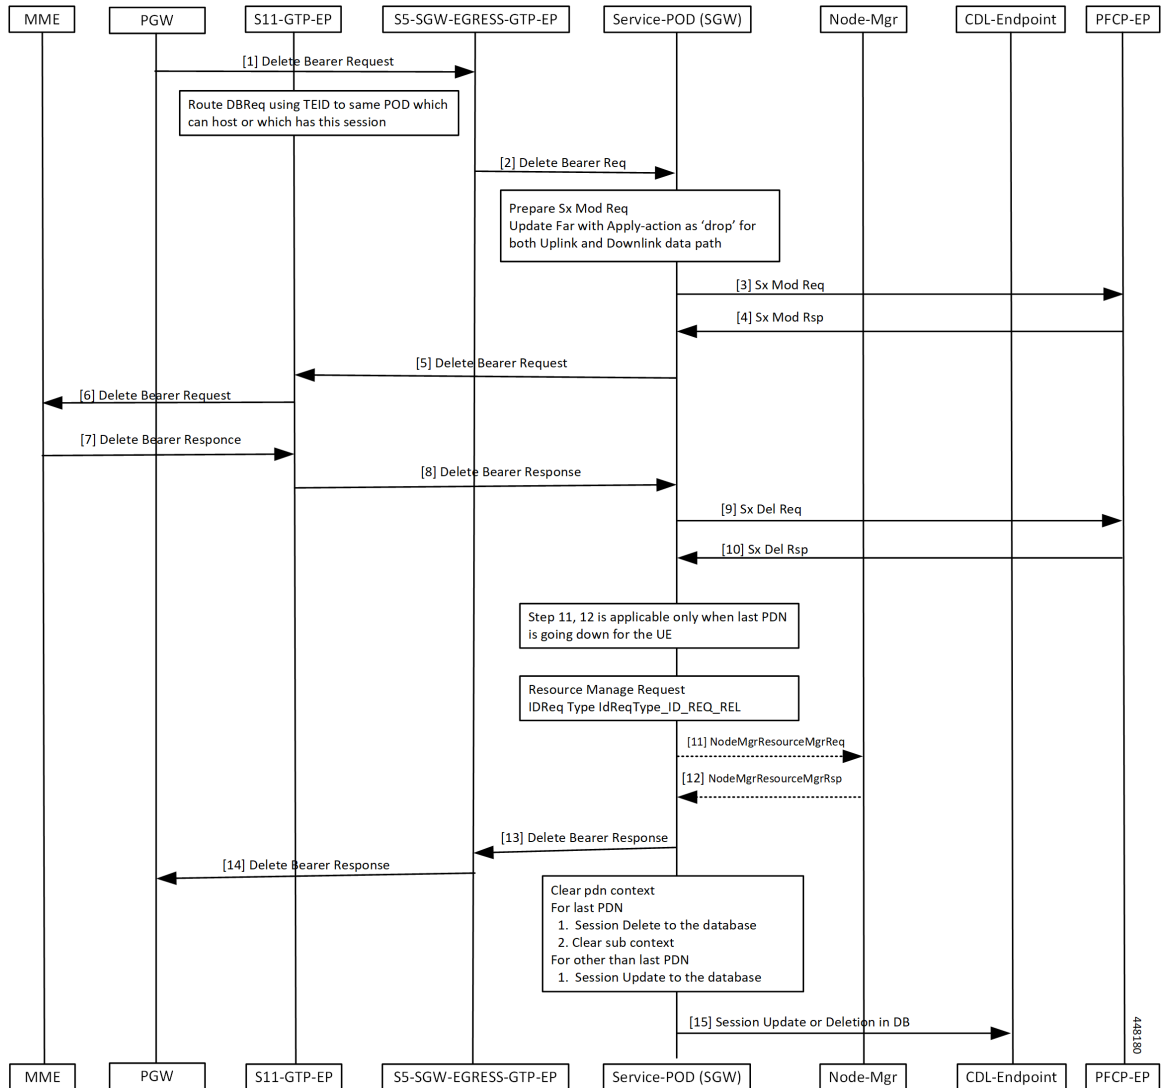 MME
PGW
S11-GTP-EP
S5-SGW-EGRESS-GTP-EP
Service-POD (SGW)
Node-Mgr
CDL-Endpoint
PFCP-EP
[1] Delete Bearer Request
Route DBReq using TEID to same POD which
can host or which has this session
[2] Delete Bearer Req
Prepare Sx Mod Req
Update Far with Apply-action as ‘drop’ for
both Uplink and Downlink data path
[3] Sx Mod Req
[4] Sx Mod Rsp
[5] Delete Bearer Request
[6] Delete Bearer Request
[7] Delete Bearer Responce
[8] Delete Bearer Response
[9] Sx Del Req
[10] Sx Del Rsp
Step 11, 12 is applicable only when last PDN
is going down for the UE
Resource Manage Request
IDReq Type IdReqType_ID_REQ_REL
[11] NodeMgrResourceMgrReq
[12] NodeMgrResourceMgrRsp
[13] Delete Bearer Response
[14] Delete Bearer Response
Clear pdn context
For last PDN
1. Session Delete to the database
2. Clear sub context
For other than last PDN
1. Session Update to the database
[15] Session Update or Deletion in DB
448180
MME
PGW
S11-GTP-EP
S5-SGW-EGRESS-GTP-EP
Service-POD (SGW)
Node-Mgr
CDL-Endpoint
PFCP-EP